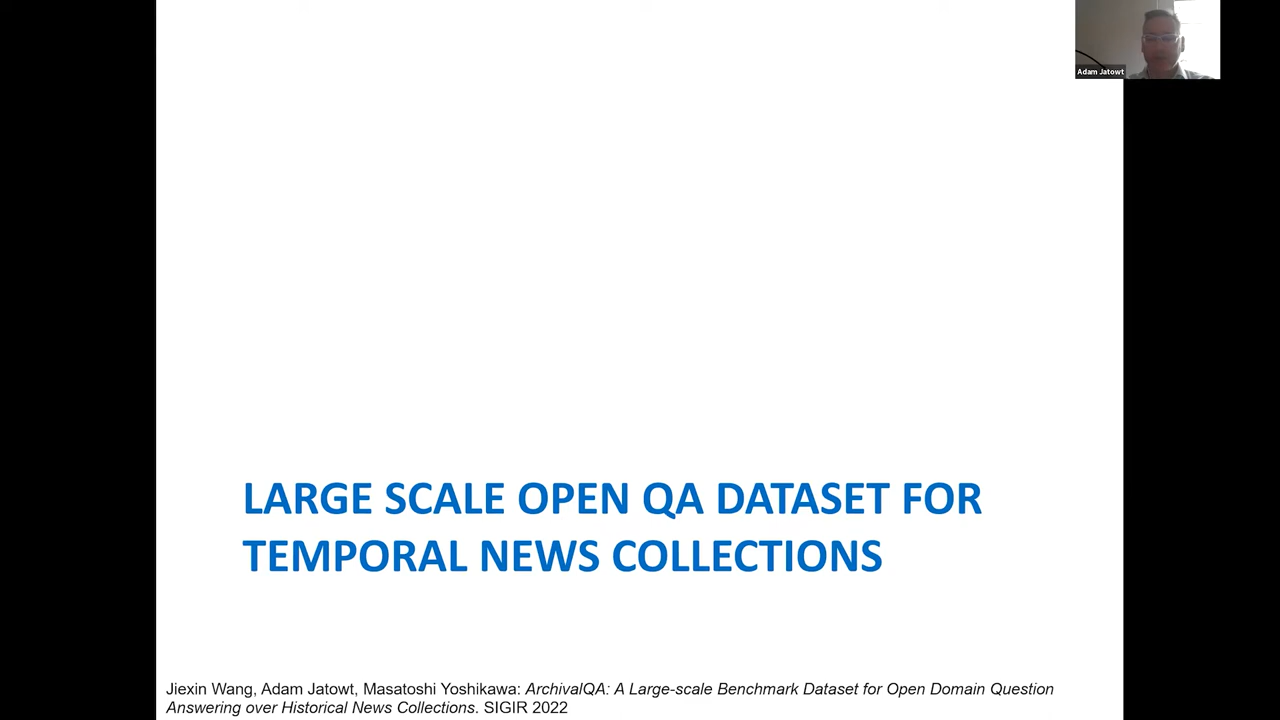 Adam Jatowt
LARGE SCALE OPEN QA DATASET FOR
TEMPORAL NEWS COLLECTIONS
Jiexin Wang, Adam Jatowt, Masatoshi Yoshikawa: ArchivalQA: A Large-scale Benchmark Dataset for Open Domain Question
Answering over Historical News Collections. SIGIR 2022